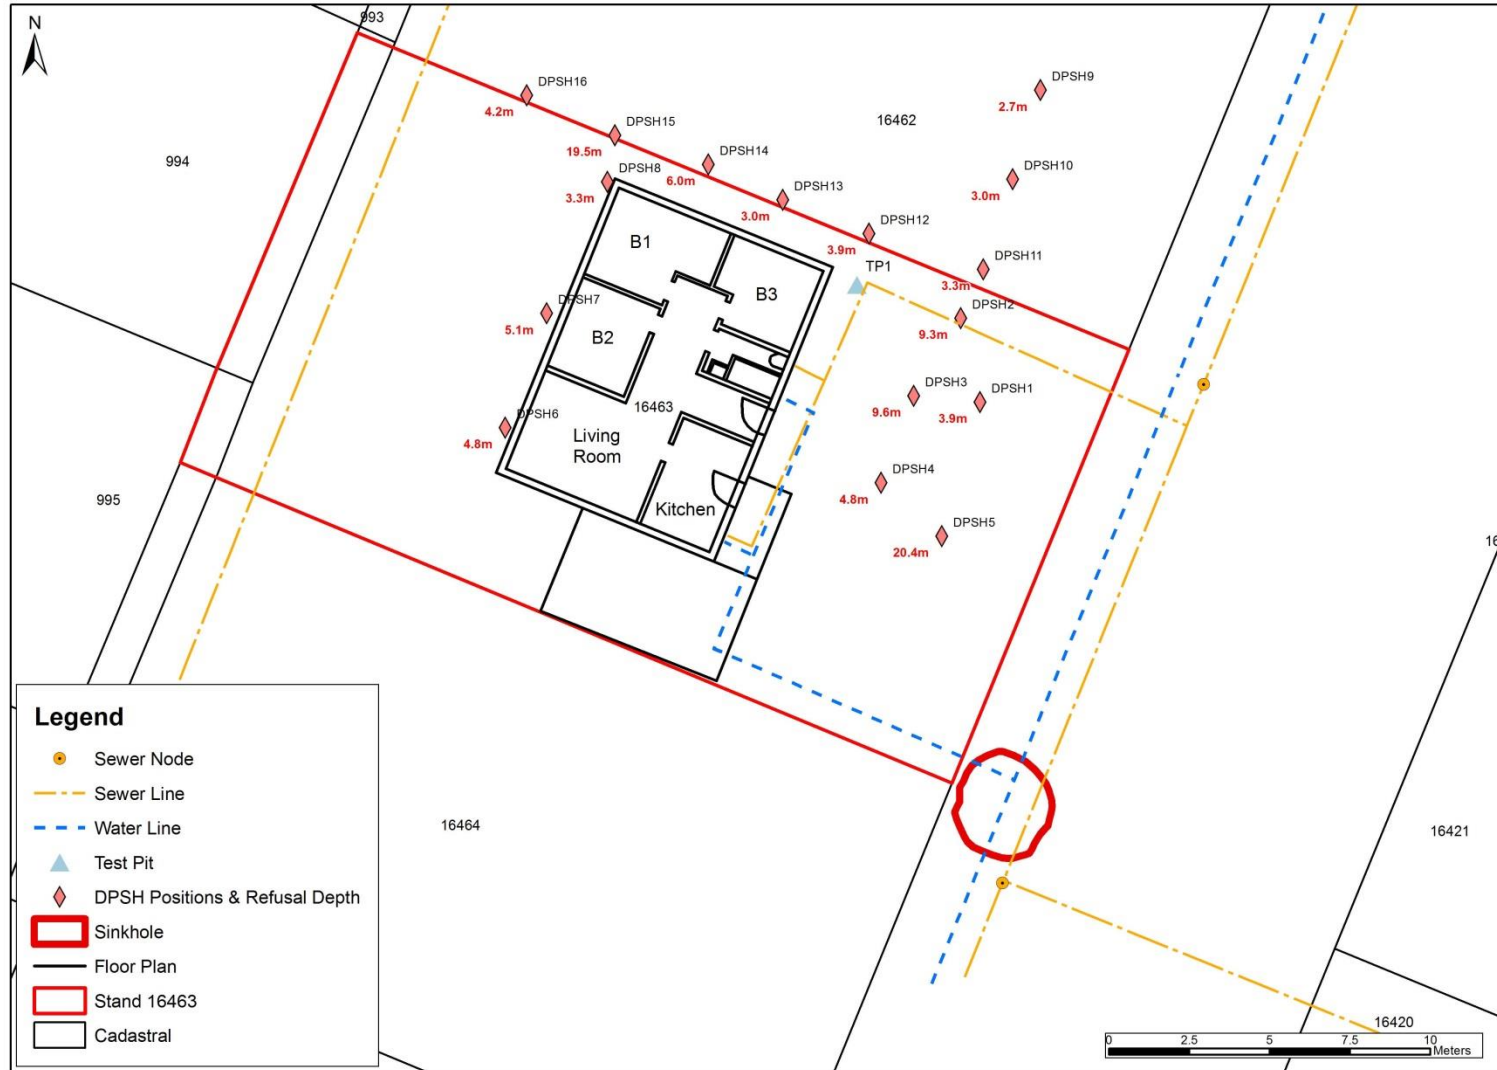 993
N
DPSH16
4.2m
DPSH9
2.7m
16462
DPSH15
19.5m
994
DPSH14
6.0m
DPSH8
3.3m
DPSH10
3.0m
DPSH13
3.0m
DPSH12
3.9m
B1
TP1
DPSH11
3.3m
B3
DPSH7
5.1m
DPSH2
9.3m
B2
DPSH3
9.6m
DPSH1
3.9m
16463
DPSH6
4.8m
Living
Room
DPSH4
4.8m
995
Kitchen
DPSH5
20.4m
16
16464
16421
Legend
Sewer Node
Sewer Line
Water Line
Test Pit
DPSH Positions & Refusal Depth
Sinkhole
Floor Plan
Stand 16463
Cadastral
16420
0 2.5 5 7.5 10
Meters